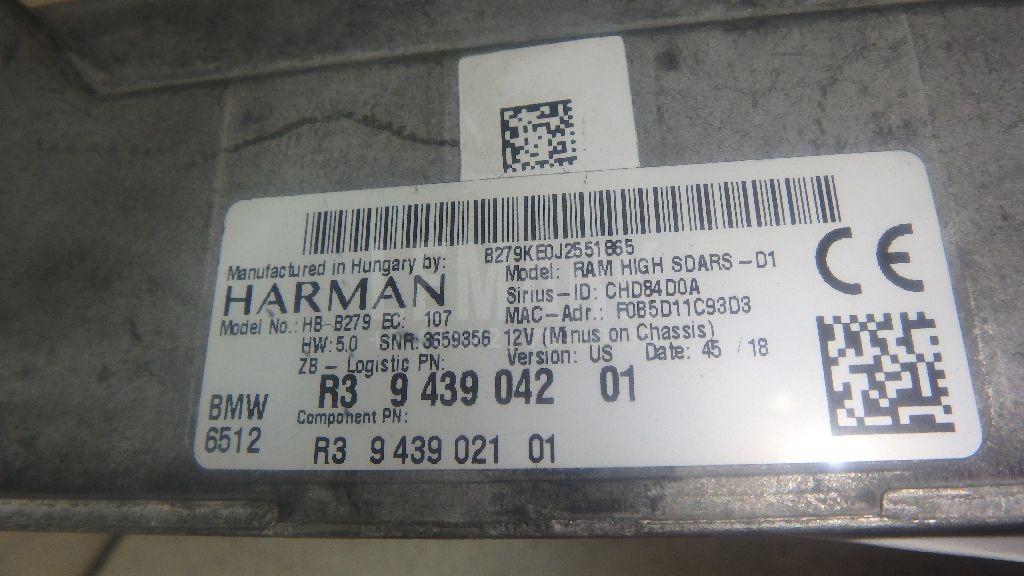 B279KE0J2551865
Manufactured in Hungary by:
HARMAN
Model: RAM HIGH SDARS-D1
Sirius-ID: CHD84D0A
Model No.: HB-B279 EC: 107
MAC-Adr.: F0B5D11C93D3
HW: 5.0 SNR: 3659356
12V (Minus on Chassis)
Version: US Date: 45 / 18
ZB - Logistic PN:
R3 9 439 042 01
BMW
6512
Component PN:
R3 9 439 021 01
CE